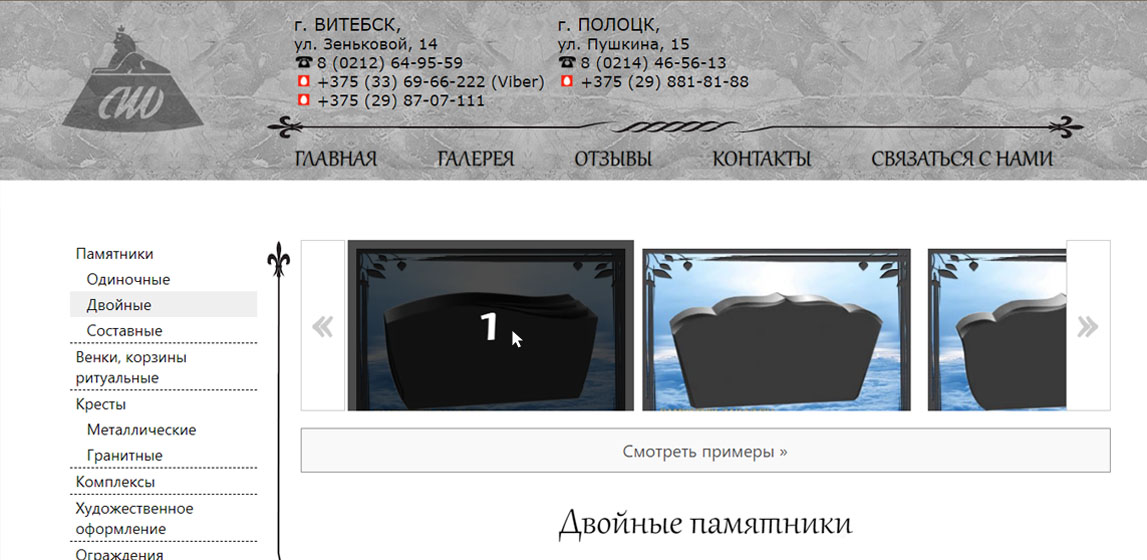 г. ВИТЕБСК,
ул. Зеньковой, 14
8 (0212) 64-95-59
+375 (33) 69-66-222 (Viber)
+375 (29) 87-07-111
г. ПОЛОЦК,
ул. Пушкина, 15
8 (0214) 46-56-13
+375 (29) 881-81-88
ГЛАВНАЯ ГАЛЕРЕЯ ОТЗЫВЫ КОНТАКТЫ СВЯЗАТЬСЯ С НАМИ
Памятники
Одиночные
Двойные
Составные
Венки, корзины
ритуальные
Кресты
Металлические
Гранитные
Комплексы
Художественное
оформление
Ограждения
«
1
»
Смотреть примеры »
Двойные памятники